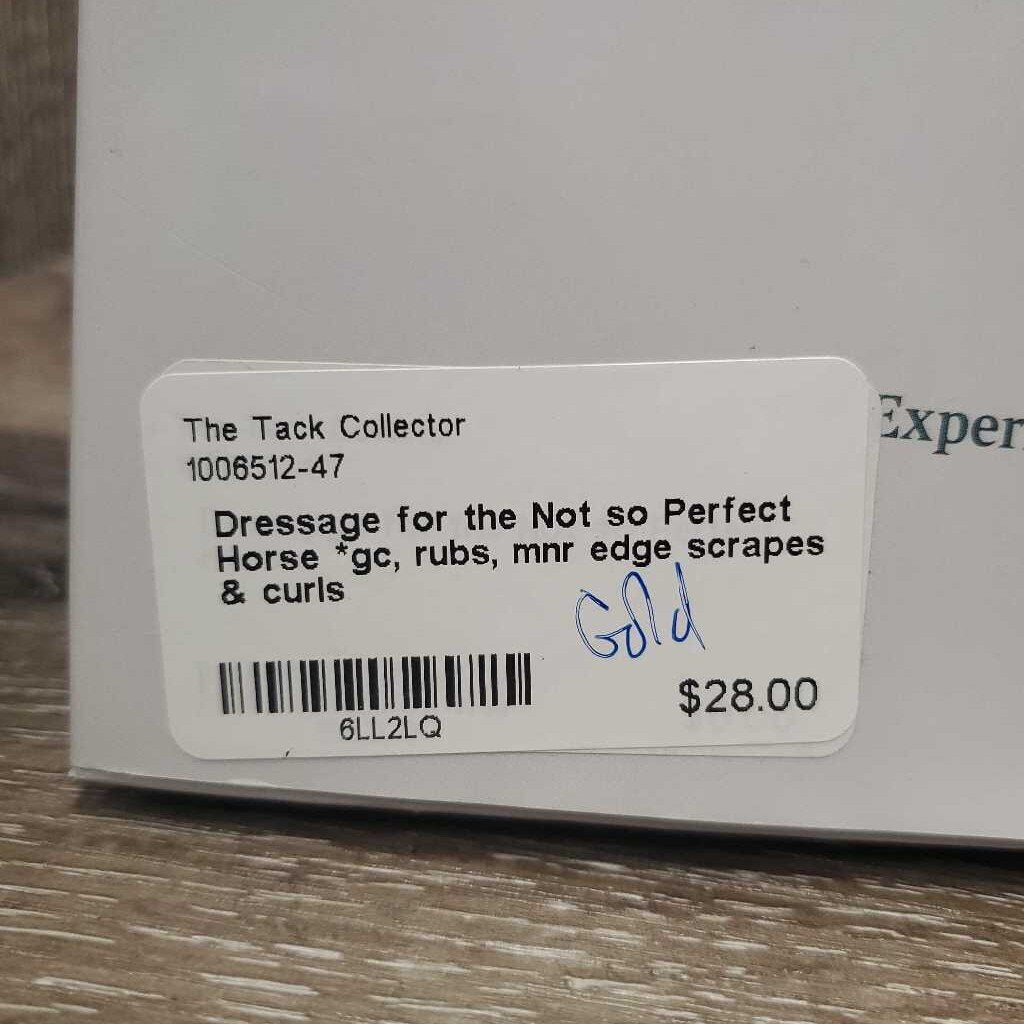 The Tack Collector
1006512-47
Dressage for the Not so Perfect
Horse *gc, rubs, mnr edge scrapes
& curls
Gold
$28.00
6LL2LQ
Exper